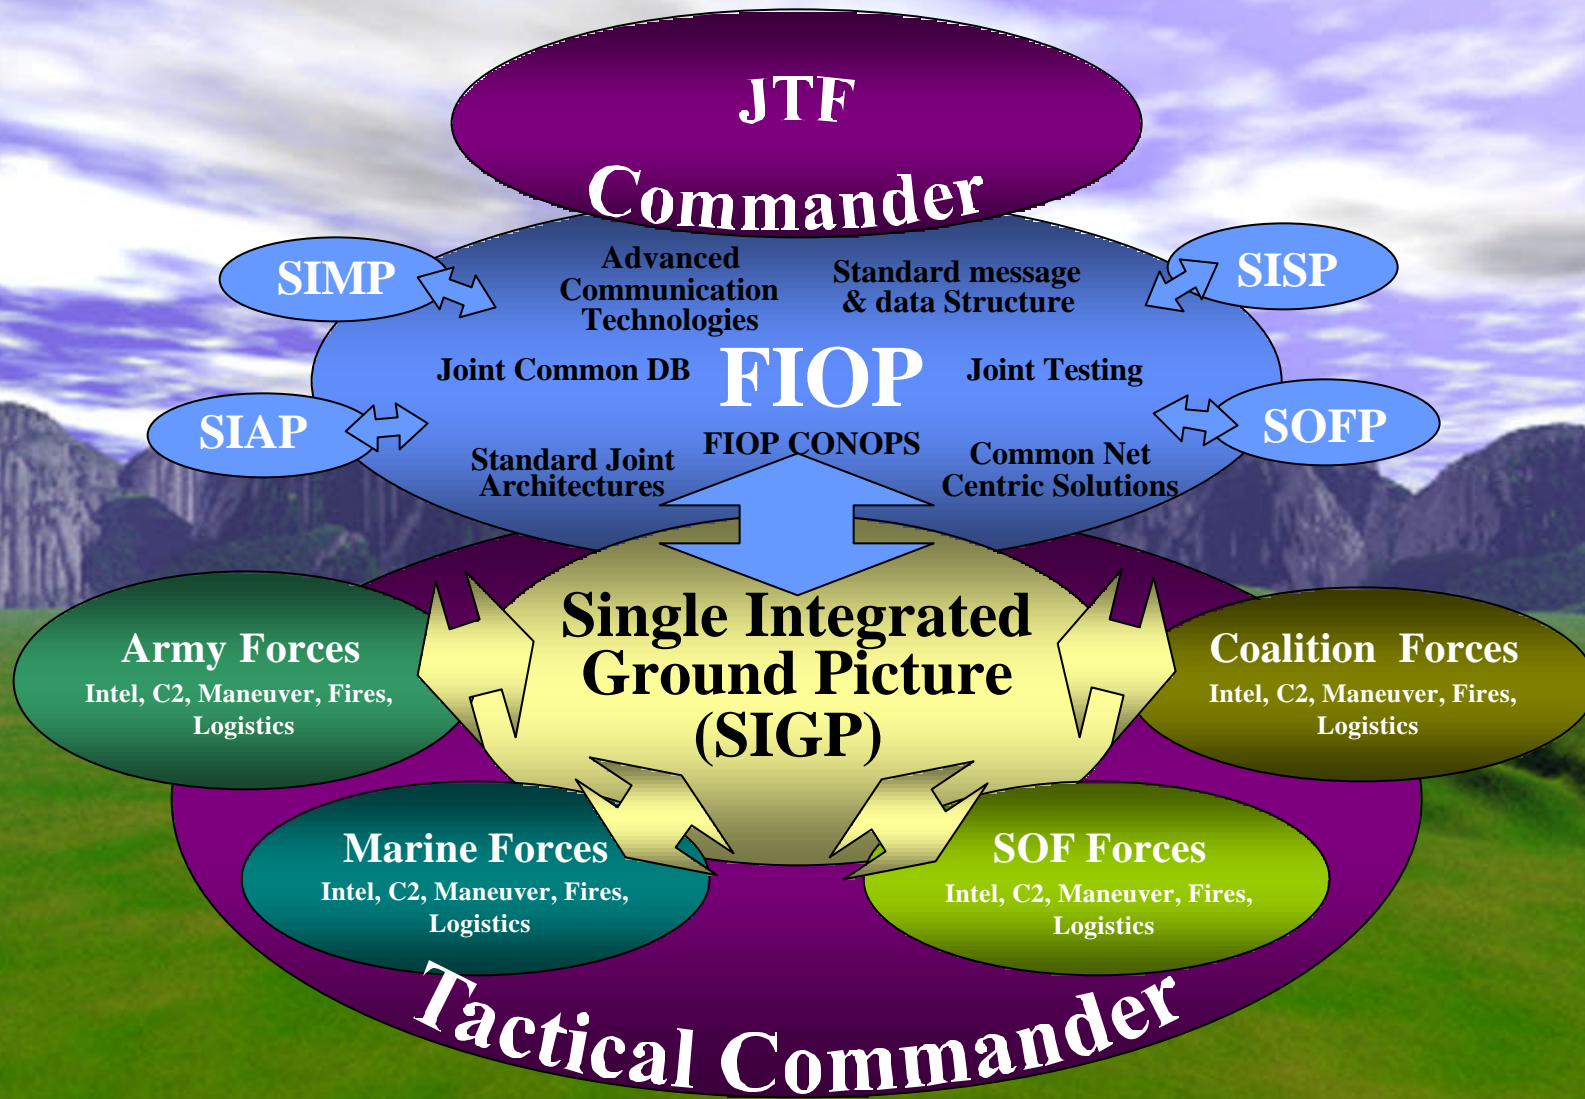 JTF
Commander
SIMP
SISP
Advanced
Communication
Technologies
Standard message
& data Structure
Joint Common DB
FIOP
Joint Testing
SIAP
SOFP
FIOP CONOPS
Standard Joint
Architectures
Common Net
Centric Solutions
Single Integrated
Ground Picture
(SIGP)
Army Forces
Intel, C2, Maneuver, Fires,
Logistics
Coalition Forces
Intel, C2, Maneuver, Fires,
Logistics
Marine Forces
Intel, C2, Maneuver, Fires,
Logistics
SOF Forces
Intel, C2, Maneuver, Fires,
Logistics
Tactical Commander